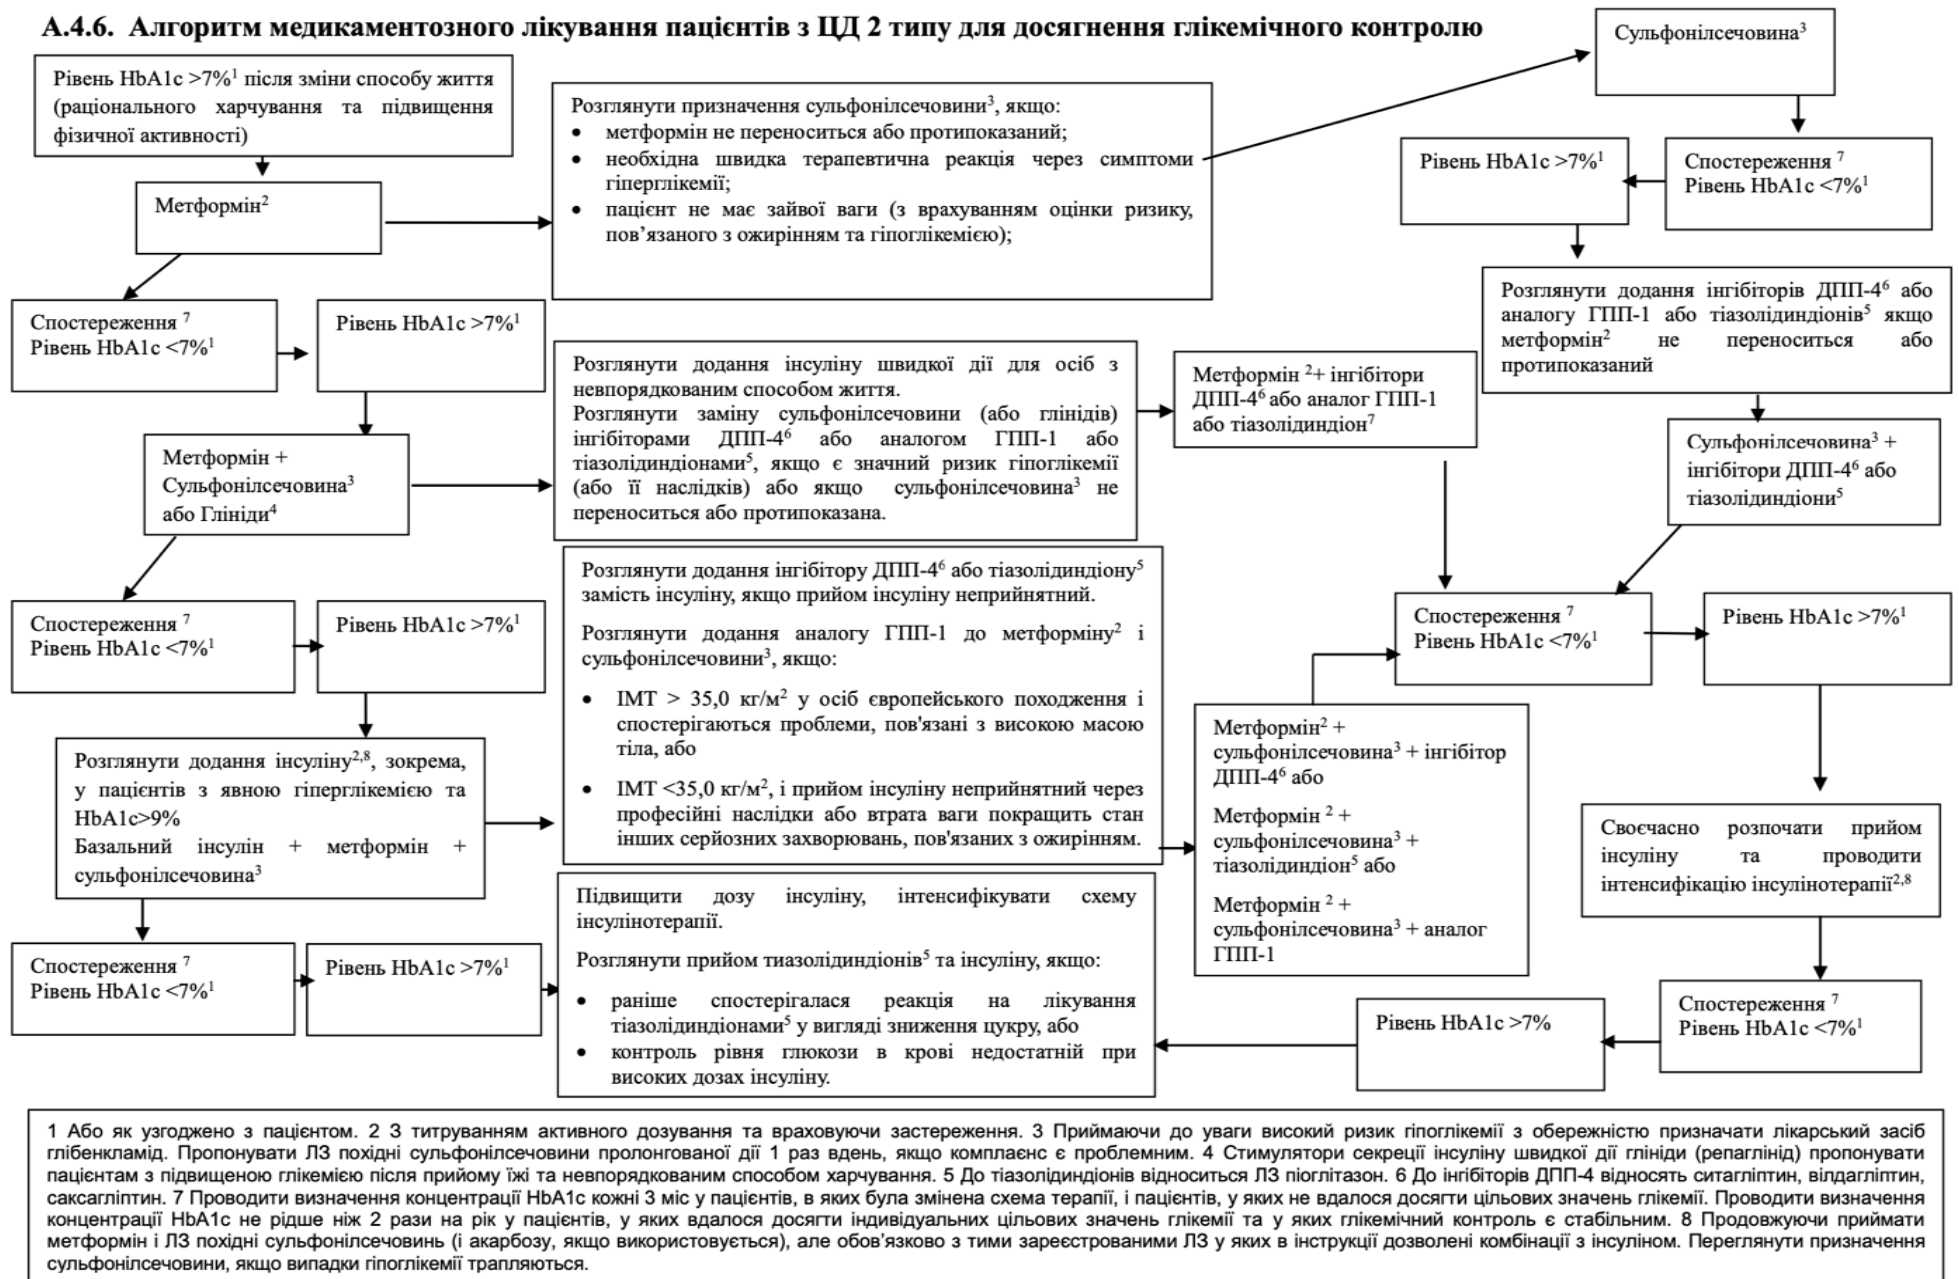 А.4.6. Алгоритм медикаментозного лікування пацієнтів з ЦД 2 типу для досягнення глікемічного контролю
Рівень HbA1c >7%¹ після зміни способу життя
(раціонального харчування та підвищення
фізичної активності)
Метформін²
Розглянути призначення сульфонілсечовини³, якщо:
• метформін не переноситься або протипоказаний;
• необхідна швидка терапевтична реакція через симптоми
гіперглікемії;
• пацієнт не має зайвої ваги (з врахуванням оцінки ризику,
пов’язаного з ожирінням та гіпоглікемією);
Сульфонілсечовина³
Рівень HbA1c >7%¹
Спостереження ⁷
Рівень HbA1c <7%¹
Розглянути додання інгібіторів ДПП-4⁶ або
аналогу ГПП-1 або тіазолідиндіонів⁵ якщо
метформін² не переноситься або
протипоказаний
Сульфонілсечовина³ +
інгібітори ДПП-4⁶ або
тіазолідиндіони⁵
Спостереження ⁷
Рівень HbA1c <7%¹
Рівень HbA1c >7%¹
Метформін +
Сульфонілсечовина³
або Глініди⁴
Розглянути додання інсуліну швидкої дії для осіб з
невпорядкованим способом життя.
Розглянути заміну сульфонілсечовини (або глінідів)
інгібіторами ДПП-4⁶ або аналогом ГПП-1 або
тіазолідиндіонами⁵, якщо є значний ризик гіпоглікемії
(або її наслідків) або якщо сульфонілсечовина³ не
переноситься або протипоказана.
Метформін ²+ інгібітори
ДПП-4⁶ або аналог ГПП-1
або тіазолідиндіон⁷
Спостереження ⁷
Рівень HbA1c <7%¹
Рівень HbA1c >7%¹
Розглянути додання інсуліну²,⁸, зокрема,
у пацієнтів з явною гіперглікемією та
HbA1c>9%
Базальний інсулін + метформін +
сульфонілсечовина³
Розглянути додання інгібітору ДПП-4⁶ або тіазолідиндіону⁵
замість інсуліну, якщо прийом інсуліну неприйнятний.
Розглянути додання аналогу ГПП-1 до метформіну² і
сульфонілсечовини³, якщо:
• ІМТ > 35,0 кг/м² у осіб європейського походження і
спостерігаються проблеми, пов'язані з високою масою
тіла, або
• ІМТ <35,0 кг/м², і прийом інсуліну неприйнятний через
професійні наслідки або втрата ваги покращить стан
інших серйозних захворювань, пов'язаних з ожирінням.
Метформін² +
сульфонілсечовина³ + інгібітор
ДПП-4⁶ або
Метформін ² +
сульфонілсечовина³ +
тіазолідиндіон⁵ або
Метформін ² +
сульфонілсечовина³ + аналог
ГПП-1
Спостереження ⁷
Рівень HbA1c <7%¹
Рівень HbA1c >7%¹
Своєчасно розпочати прийом
інсуліну та проводити
інтенсифікацію інсулінотерапії²,⁸
Спостереження ⁷
Рівень HbA1c <7%¹
Рівень HbA1c >7%
Спостереження ⁷
Рівень HbA1c <7%¹
Рівень HbA1c >7%¹
Підвищити дозу інсуліну, інтенсифікувати схему
інсулінотерапії.
Розглянути прийом тиазолідиндіонів⁵ та інсуліну, якщо:
• раніше спостерігалася реакція на лікування
тіазолідиндіонами⁵ у вигляді зниження цукру, або
• контроль рівня глюкози в крові недостатній при
високих дозах інсуліну.
1 Або як узгоджено з пацієнтом. 2 З титруванням активного дозування та враховуючи застереження. 3 Приймаючи до уваги високий ризик гіпоглікемії з обережністю призначати лікарський засіб
глібенкламід. Пропонувати ЛЗ похідні сульфонілсечовини пролонгованої дії 1 раз вдень, якщо комплаєнс є проблемним. 4 Стимулятори секреції інсуліну швидкої дії глініди (репаглінід) пропонувати
пацієнтам з підвищеною глікемією після прийому їжі та невпорядкованим способом харчування. 5 До тіазолідиндіонів відноситься ЛЗ піоглітазон. 6 До інгібіторів ДПП-4 відносять ситагліптин, вілдагліптин,
саксагліптин. 7 Проводити визначення концентрації HbA1c кожні 3 міс у пацієнтів, в яких була змінена схема терапії, і пацієнтів, у яких не вдалося досягти цільових значень глікемії. Проводити визначення
концентрації HbA1c не рідше ніж 2 рази на рік у пацієнтів, у яких вдалося досягти індивідуальних цільових значень глікемії та у яких глікемічний контроль є стабільним. 8 Продовжуючи приймати
метформін і ЛЗ похідні сульфонілсечовинь (і акарбозу, якщо використовується), але обов’язково з тими зареєстрованими ЛЗ у яких в інструкції дозволені комбінації з інсуліном. Переглянути призначення
сульфонілсечовини, якщо випадки гіпоглікемії трапляються.